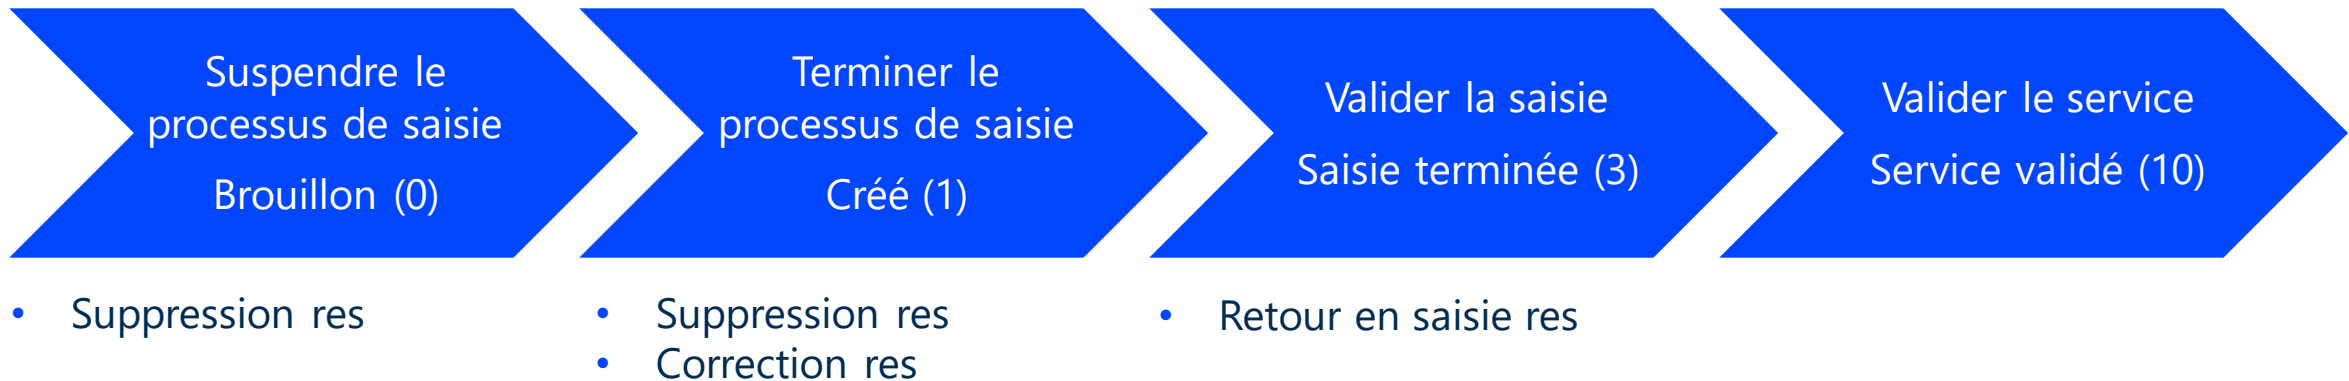 Suspendre le
processus de saisie
Brouillon (0)
Terminer le
processus de saisie
Créé (1)
Valider la saisie
Saisie terminée (3)
Valider le service
Service validé (10)
• Suppression res
• Suppression res
• Correction res
• Retour en saisie res